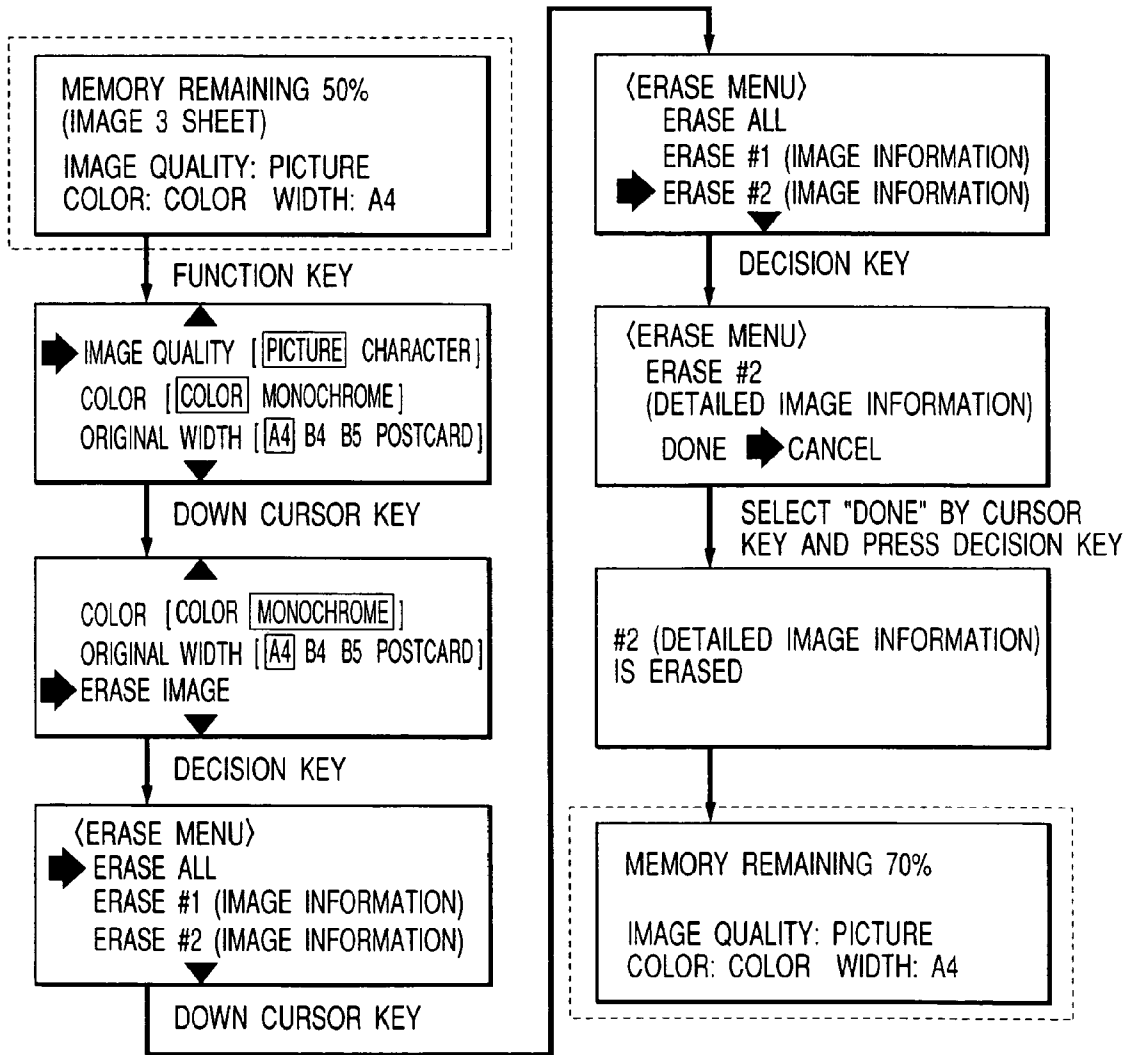 MEMORY REMAINING 50%
(IMAGE 3 SHEET)
IMAGE QUALITY: PICTURE
COLOR: COLOR WIDTH: A4
FUNCTION KEY
IMAGE QUALITY [PICTURE CHARACTER]
COLOR [COLOR MONOCHROME]
ORIGINAL WIDTH [A4 B4 B5 POSTCARD]
DOWN CURSOR KEY
COLOR [COLOR MONOCHROME]
ORIGINAL WIDTH [A4 B4 B5 POSTCARD]
ERASE IMAGE
DECISION KEY
〈ERASE MENU〉
ERASE ALL
ERASE #1 (IMAGE INFORMATION)
ERASE #2 (IMAGE INFORMATION)
DOWN CURSOR KEY
〈ERASE MENU〉
ERASE ALL
ERASE #1 (IMAGE INFORMATION)
ERASE #2 (IMAGE INFORMATION)
DECISION KEY
〈ERASE MENU〉
ERASE #2
(DETAILED IMAGE INFORMATION)
DONE CANCEL
SELECT "DONE" BY CURSOR
KEY AND PRESS DECISION KEY
#2 (DETAILED IMAGE INFORMATION)
IS ERASED
MEMORY REMAINING 70%
IMAGE QUALITY: PICTURE
COLOR: COLOR WIDTH: A4